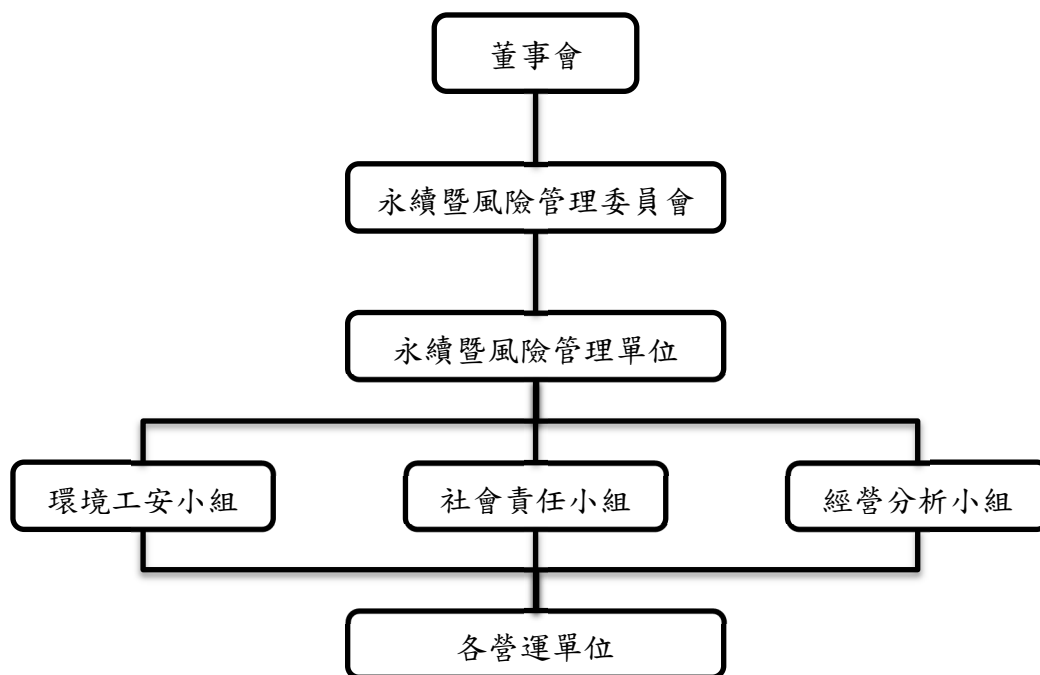 董事會
永續暨風險管理委員會
永續暨風險管理單位
環境工安小組
社會責任小組
經營分析小組
各營運單位